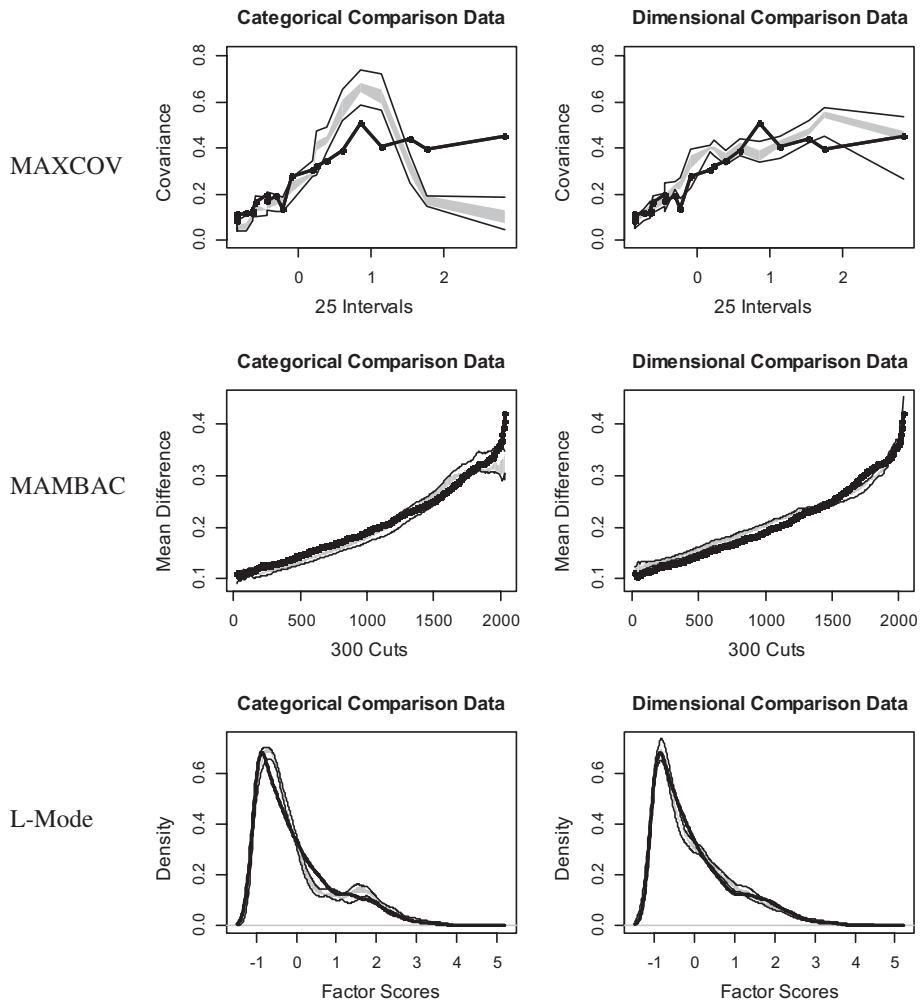 Categorical Comparison Data
Dimensional Comparison Data
MAXCOV
Covariance
0.0 0.2 0.4 0.6 0.8
0 1 2
25 Intervals
Covariance
0.0 0.2 0.4 0.6 0.8
0 1 2
25 Intervals
Categorical Comparison Data
Dimensional Comparison Data
MAMBAC
Mean Difference
0.1 0.2 0.3 0.4
0 500 1000 1500 2000
300 Cuts
Mean Difference
0.1 0.2 0.3 0.4
0 500 1000 1500 2000
300 Cuts
Categorical Comparison Data
Dimensional Comparison Data
L-Mode
Density
0.0 0.2 0.4 0.6
-1 0 1 2 3 4 5
Factor Scores
Density
0.0 0.2 0.4 0.6
-1 0 1 2 3 4 5
Factor Scores